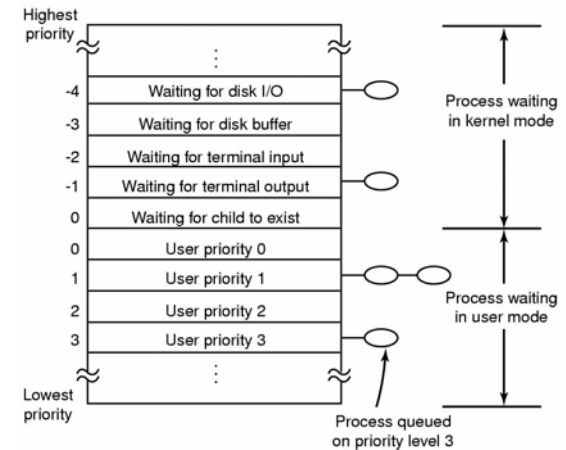 Highest
priority
-4 Waiting for disk I/O
-3 Waiting for disk buffer
-2 Waiting for terminal input
-1 Waiting for terminal output
0 Waiting for child to exist
0 User priority 0
1 User priority 1
2 User priority 2
3 User priority 3
Lowest
priority
Process waiting
in kernel mode
Process waiting
in user mode
Process queued
on priority level 3